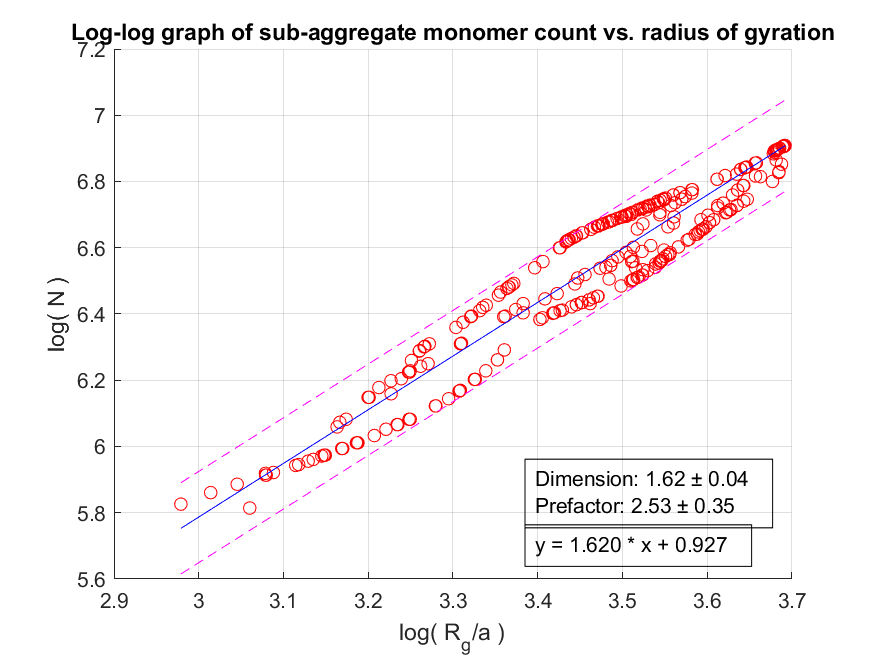 Log-log graph of sub-aggregate monomer count vs. radius of gyration
7.2
7
6.8
6.6
6.4
6.2
6
5.8
5.6
log( N )
Dimension: 1.62 ± 0.04
Prefactor: 2.53 ± 0.35
y = 1.620 * x + 0.927
2.9 3 3.1 3.2 3.3 3.4 3.5 3.6 3.7
log( R_g/a )